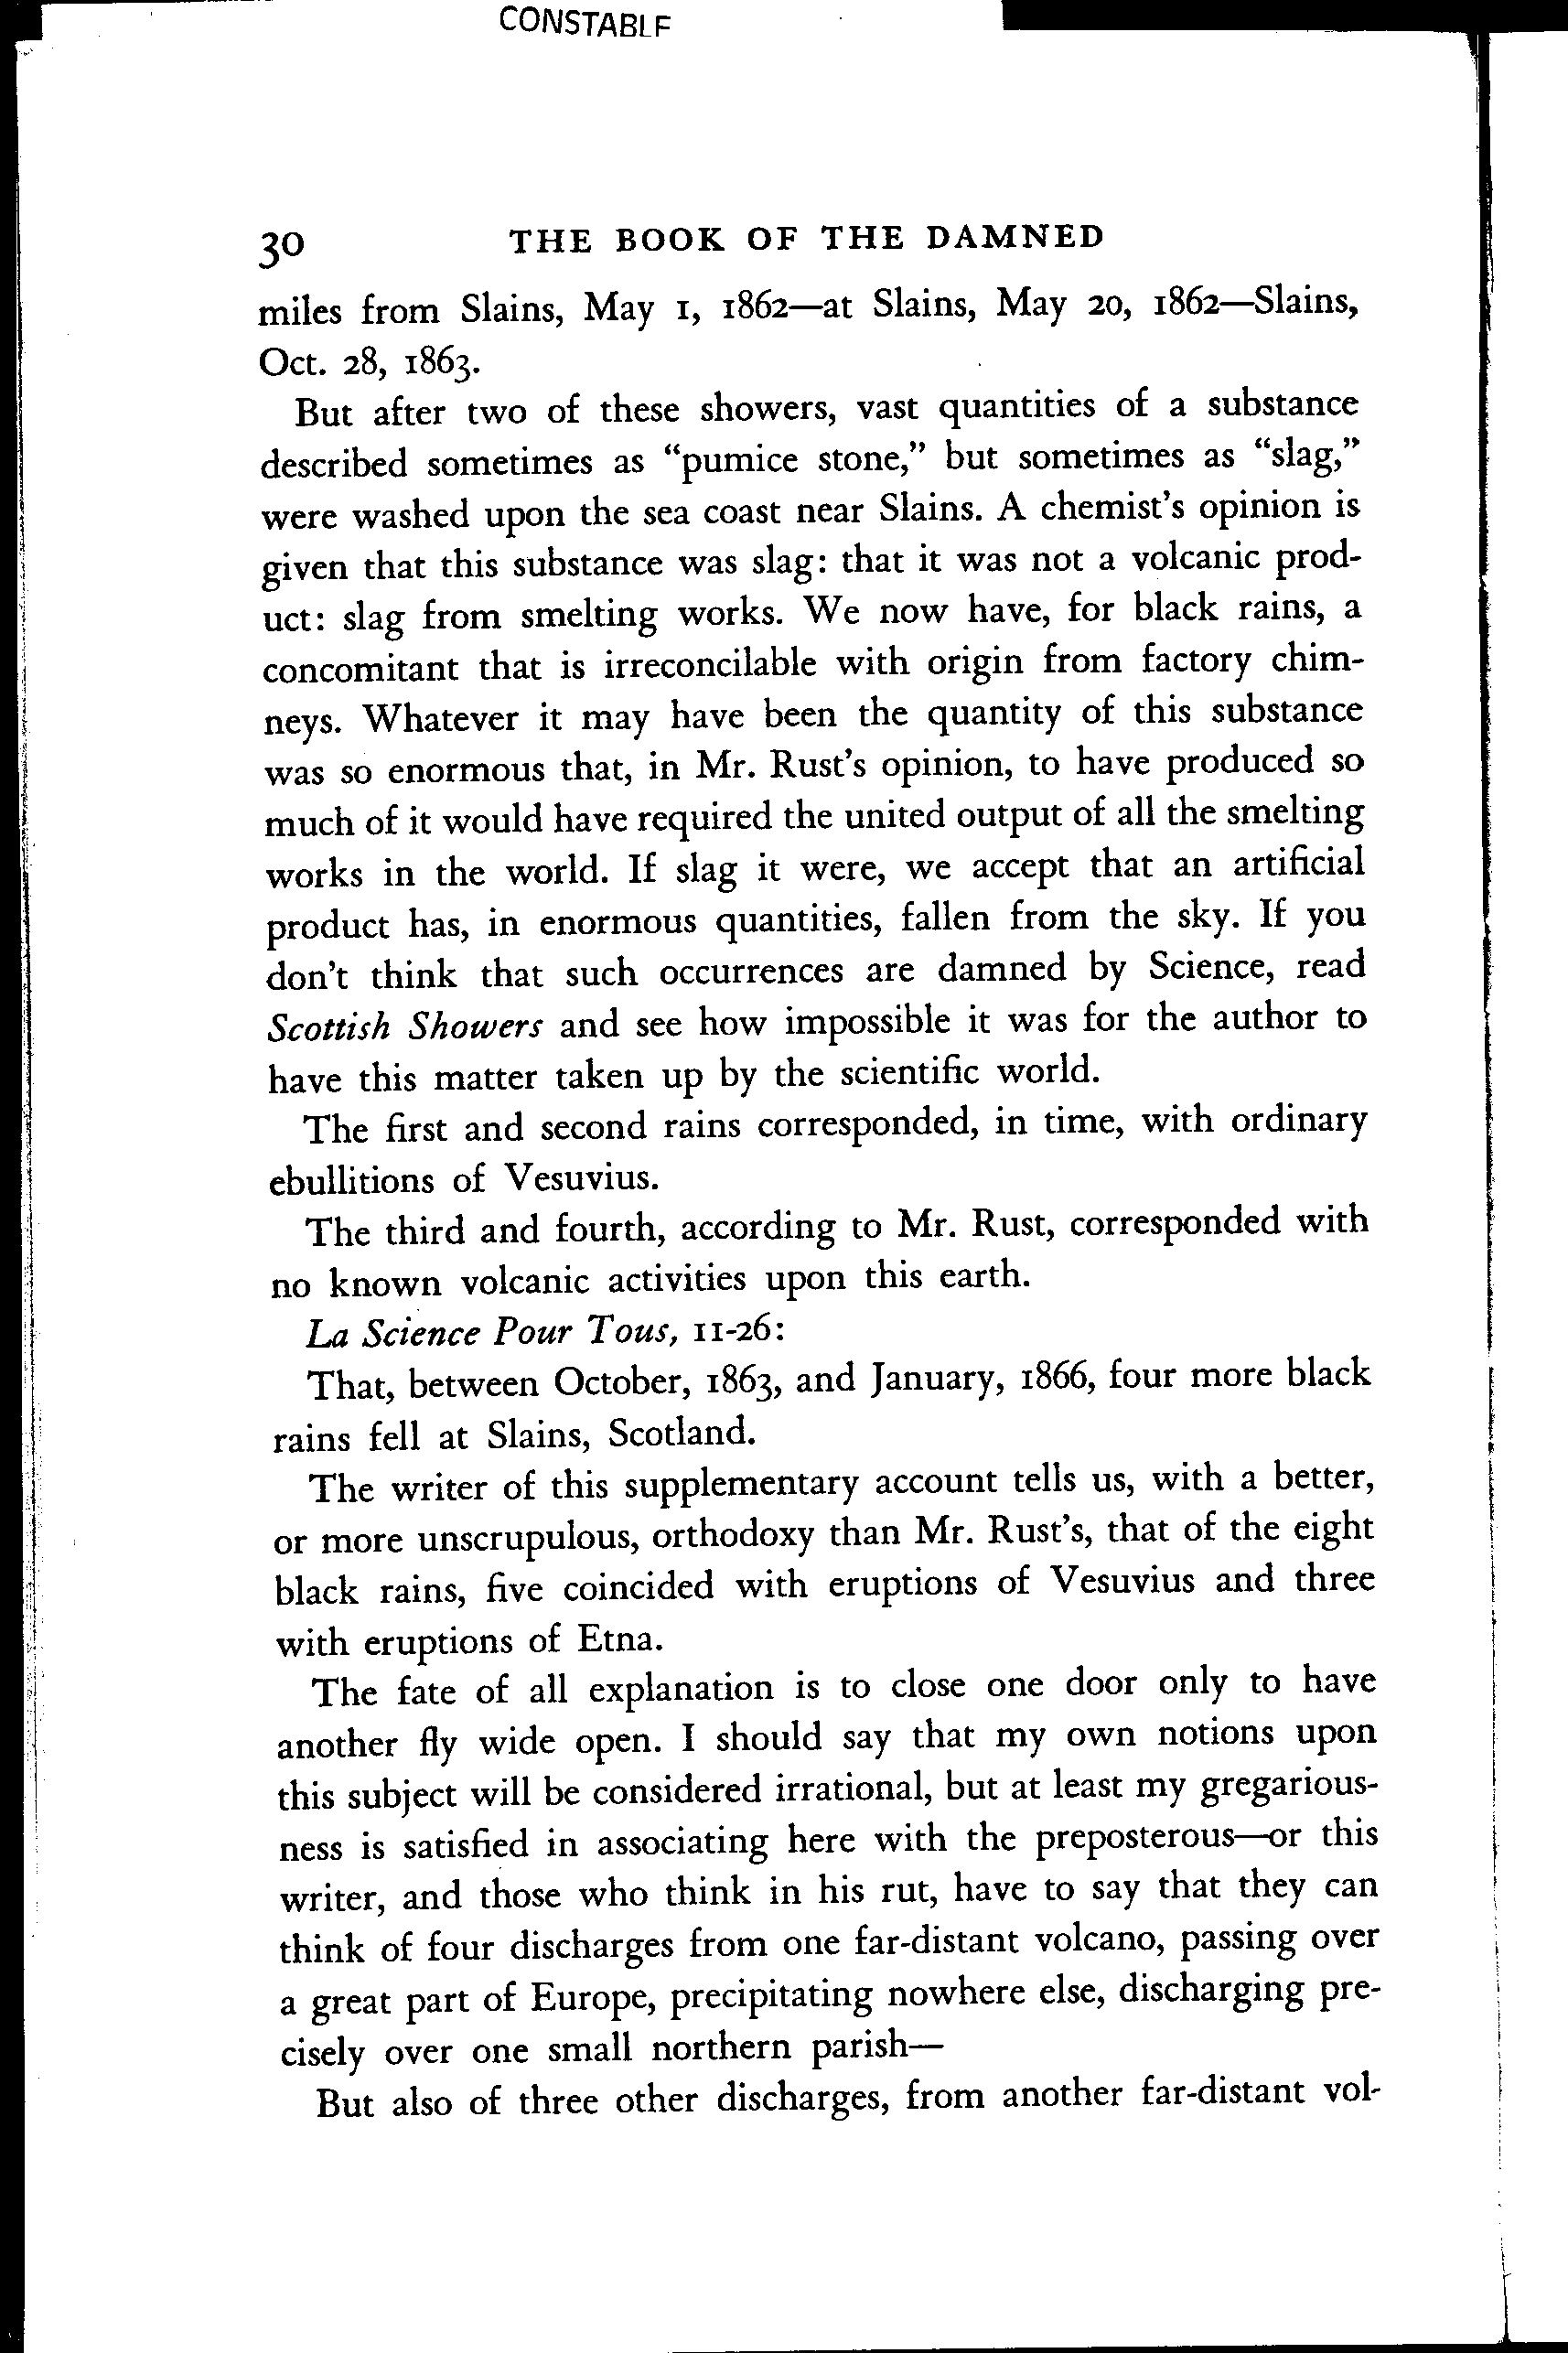 CONSTABLE
30 THE BOOK OF THE DAMNED
miles from Slains, May 1, 1862—at Slains, May 20, 1862—Slains,
Oct. 28, 1863.
But after two of these showers, vast quantities of a substance
described sometimes as “pumice stone,” but sometimes as “slag,”
were washed upon the sea coast near Slains. A chemist’s opinion is
given that this substance was slag: that it was not a volcanic prod-
uct: slag from smelting works. We now have, for black rains, a
concomitant that is irreconcilable with origin from factory chim-
neys. Whatever it may have been the quantity of this substance
was so enormous that, in Mr. Rust’s opinion, to have produced so
much of it would have required the united output of all the smelting
works in the world. If slag it were, we accept that an artificial
product has, in enormous quantities, fallen from the sky. If you
don’t think that such occurrences are damned by Science, read
Scottish Showers and see how impossible it was for the author to
have this matter taken up by the scientific world.
The first and second rains corresponded, in time, with ordinary
ebullitions of Vesuvius.
The third and fourth, according to Mr. Rust, corresponded with
no known volcanic activities upon this earth.
La Science Pour Tous, 11-26:
That, between October, 1863, and January, 1866, four more black
rains fell at Slains, Scotland.
The writer of this supplementary account tells us, with a better,
or more unscrupulous, orthodoxy than Mr. Rust’s, that of the eight
black rains, five coincided with eruptions of Vesuvius and three
with eruptions of Etna.
The fate of all explanation is to close one door only to have
another fly wide open. I should say that my own notions upon
this subject will be considered irrational, but at least my gregarious-
ness is satisfied in associating here with the preposterous—or this
writer, and those who think in his rut, have to say that they can
think of four discharges from one far-distant volcano, passing over
a great part of Europe, precipitating nowhere else, discharging pre-
cisely over one small northern parish—
But also of three other discharges, from another far-distant vol-